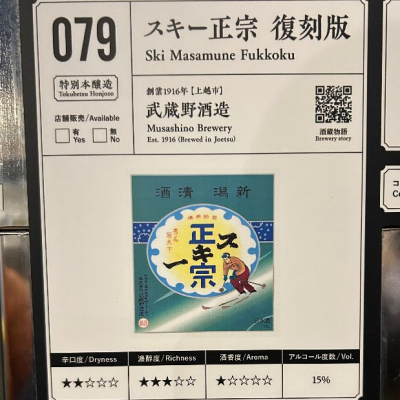 079
特別本醸造
Tokubetsu Honjozo
スキー正宗 復刻版
Ski Masamune Fukkoku
店舗販売/Available
有
Yes
無
No
創業1916年【上越市】
武蔵野酒造
Musashino Brewery
Est. 1916 (Brewed in Joetsu)
酒蔵物語
Brewery story
酒清潟新
スキー正宗
辛口度/Dryness
★★☆☆☆
濃醇度/Richness
★★★☆☆
酒香度/Aroma
★☆☆☆☆
アルコール度数/Vol.
15%